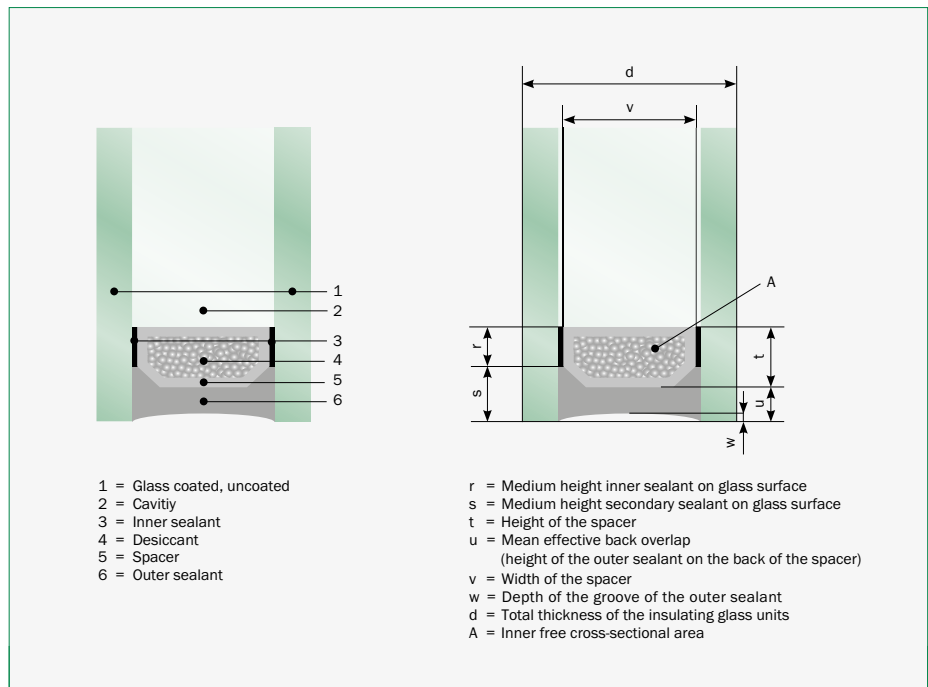 1
2
3
4
5
6
1 = Glass coated, uncoated
2 = Cavitiy
3 = Inner sealant
4 = Desiccant
5 = Spacer
6 = Outer sealant
d
v
A
r
t
s
u
w
r = Medium height inner sealant on glass surface
s = Medium height secondary sealant on glass surface
t = Height of the spacer
u = Mean effective back overlap
(height of the outer sealant on the back of the spacer)
v = Width of the spacer
w = Depth of the groove of the outer sealant
d = Total thickness of the insulating glass units
A = Inner free cross-sectional area